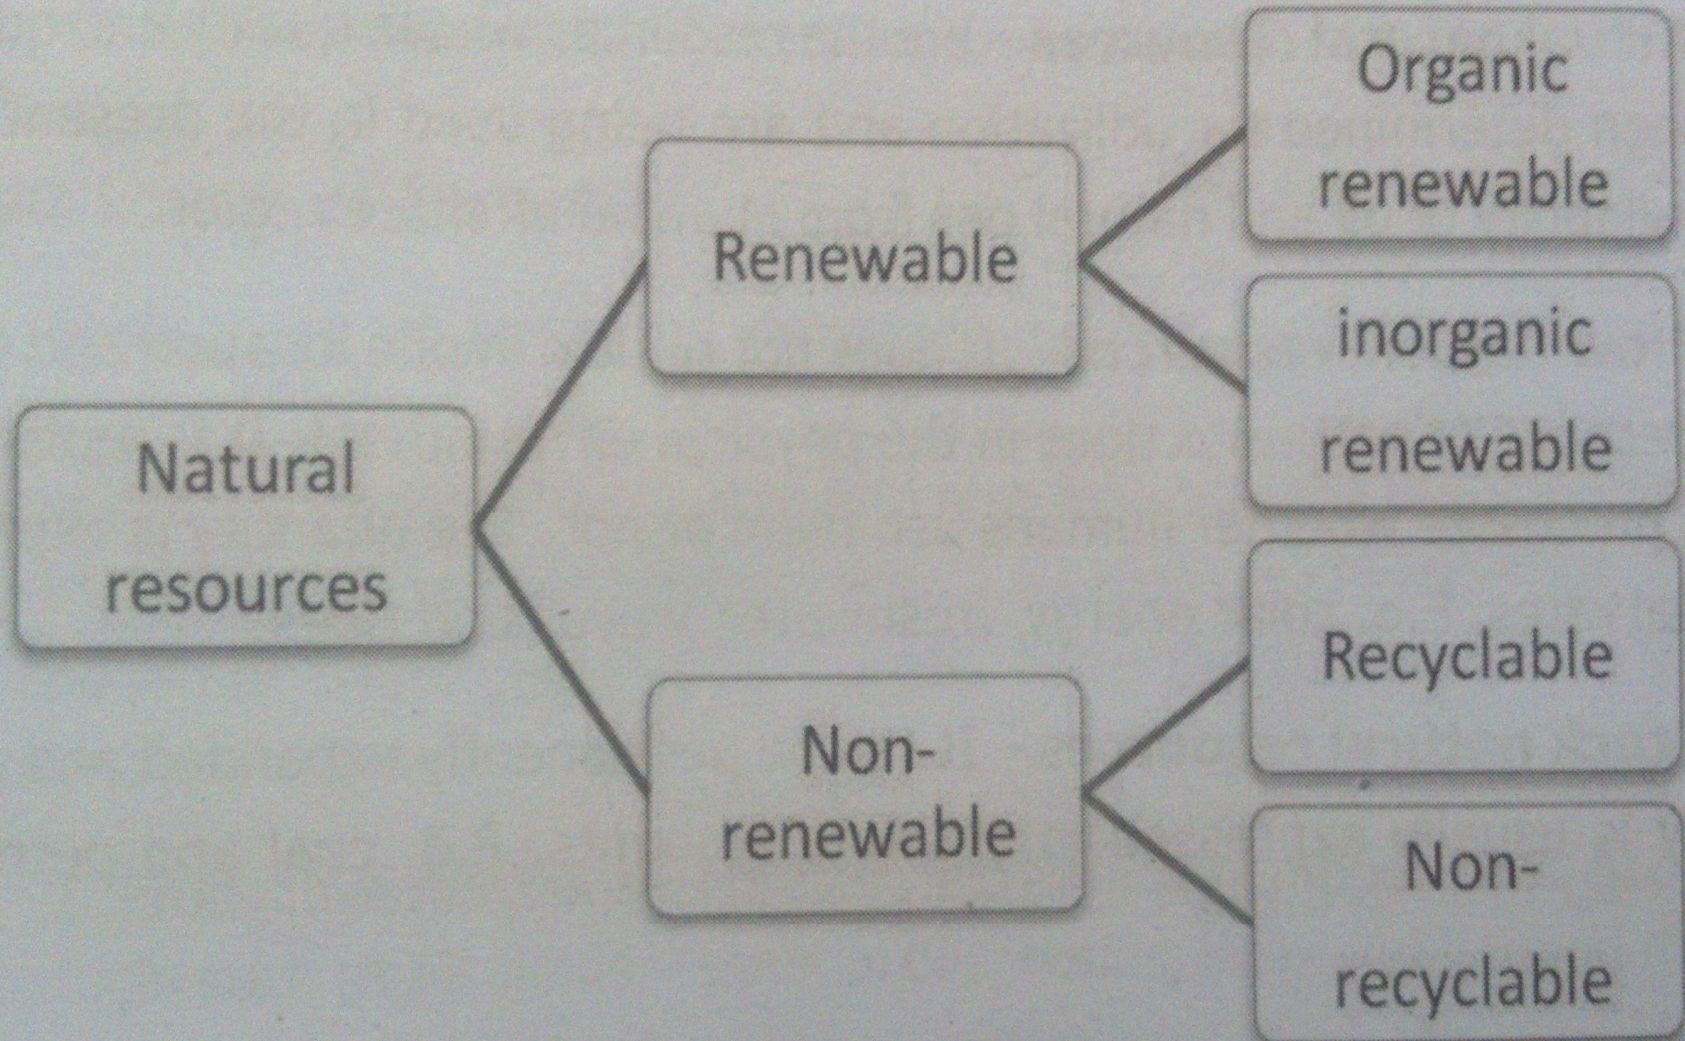 Natural
resources
Renewable
Non-
renewable
Organic
renewable
inorganic
renewable
Recyclable
Non-
recyclable